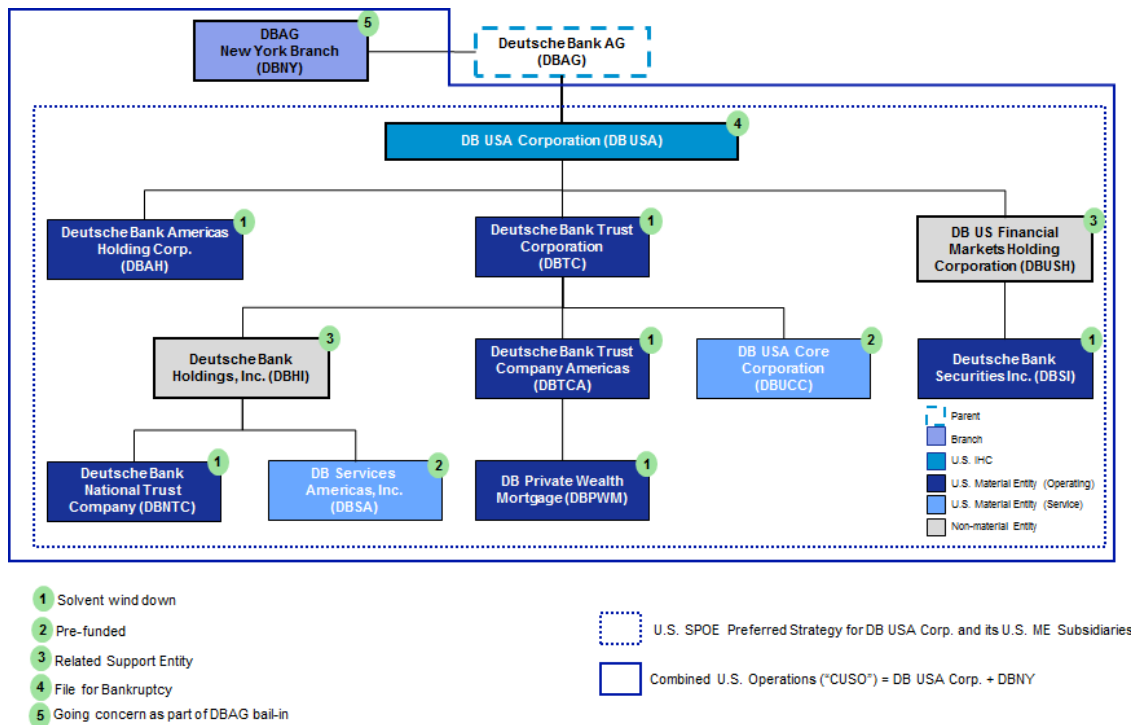 5
DBAG
New York Branch
(DBNY)
Deutsche Bank AG
(DBAG)
4
DB USA Corporation (DB USA)
1
Deutsche Bank Americas
Holding Corp.
(DBAH)
1
Deutsche Bank Trust
Corporation
(DBTC)
3
DB US Financial
Markets Holding
Corporation (DBUSH)
3
Deutsche Bank
Holdings, Inc. (DBHI)
1
Deutsche Bank Trust
Company Americas
(DBTCA)
2
DB USA Core
Corporation
(DBUCC)
1
Deutsche Bank
Securities Inc. (DBSI)
1
Deutsche Bank
National Trust
Company (DBNTC)
2
DB Services
Americas, Inc.
(DBSA)
1
DB Private Wealth
Mortgage (DBPWM)
Parent
Branch
U.S. IHC
U.S. Material Entity (Operating)
U.S. Material Entity (Service)
Non-material Entity
1 Solvent wind down
2 Pre-funded
3 Related Support Entity
4 File for Bankruptcy
5 Going concern as part of DBAG bail-in
U.S. SPOE Preferred Strategy for DB USA Corp. and its U.S. ME Subsidiaries
Combined U.S. Operations ("CUSO") = DB USA Corp. + DBNY